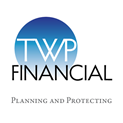 TWP
FINANCIAL
PLANNING AND PROTECTING